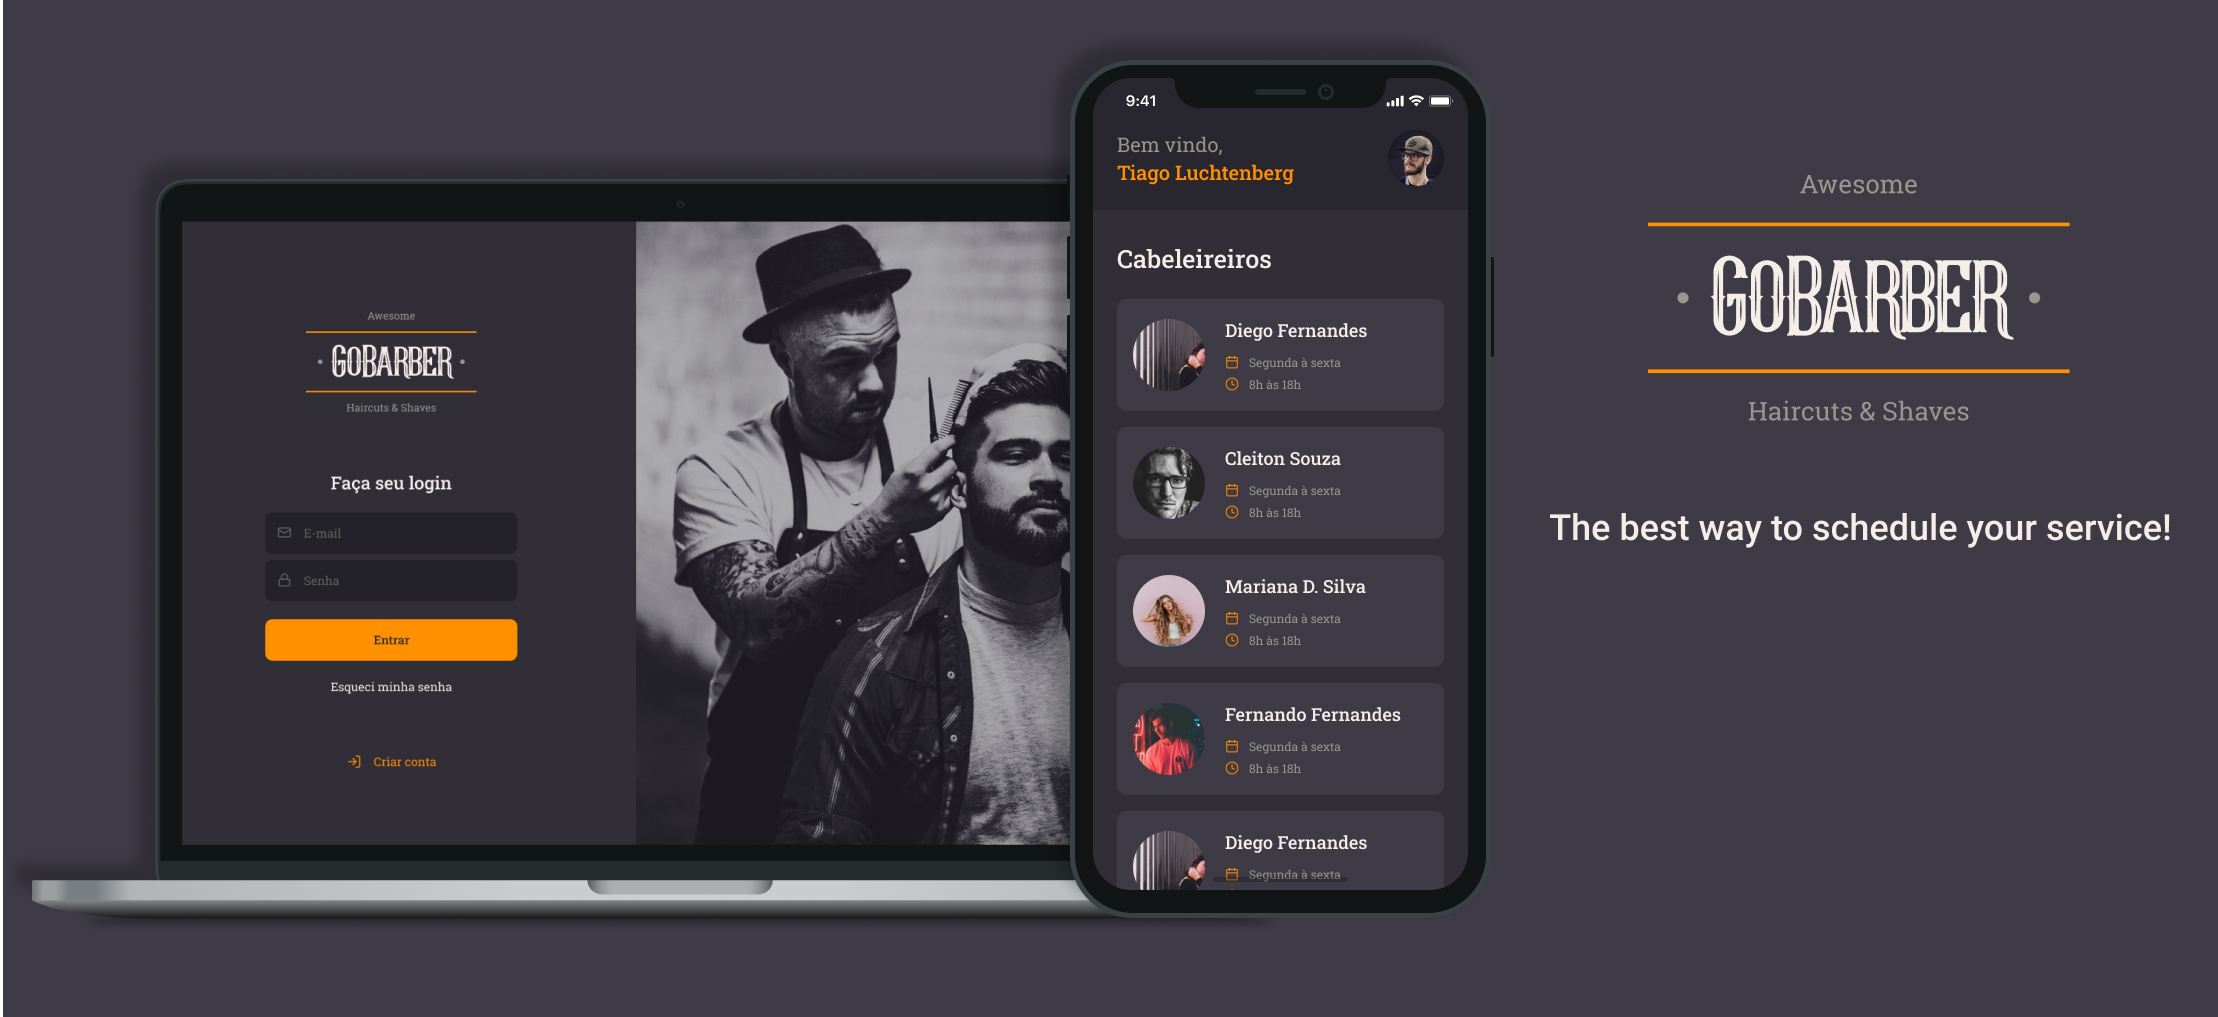 Awesome
GOBARBER
Haircuts & Shaves
Faça seu login
E-mail
Senha
Entrar
Esqueci minha senha
Criar conta
9:41
Bem vindo,
Tiago Luchtenberg
Cabeleireiros
Diego Fernandes
Segunda à sexta
8h às 18h
Cleiton Souza
Segunda à sexta
8h às 18h
Mariana D. Silva
Segunda à sexta
8h às 18h
Fernando Fernandes
Segunda à sexta
8h às 18h
Diego Fernandes
Segunda à sexta
Awesome
GOBARBER
Haircuts & Shaves
The best way to schedule your service!